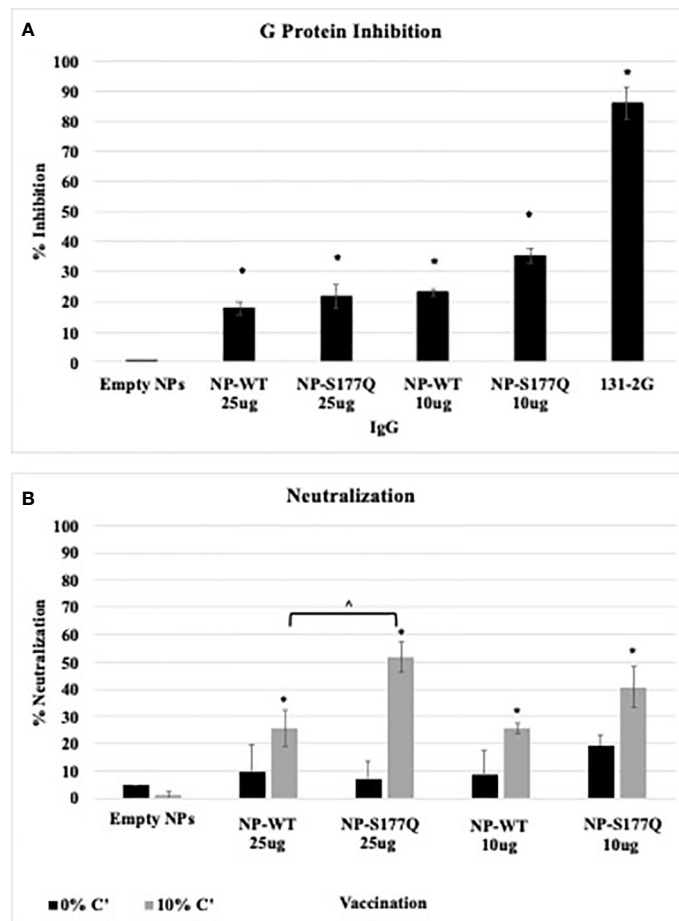 A
G Protein Inhibition
% Inhibition
100
90
80
70
60
50
40
30
20
10
0
*
*
*
*
*
Empty NPs NP-WT NP-S177Q NP-WT NP-S177Q 131-2G
25ug 25ug 10ug 10ug
IgG
B
Neutralization
% Neutralization
100
90
80
70
60
50
40
30
20
10
0
^
*
*
*
*
Empty NPs NP-WT NP-S177Q NP-WT NP-S177Q
25ug 25ug 10ug 10ug
0% C' 10% C' Vaccination